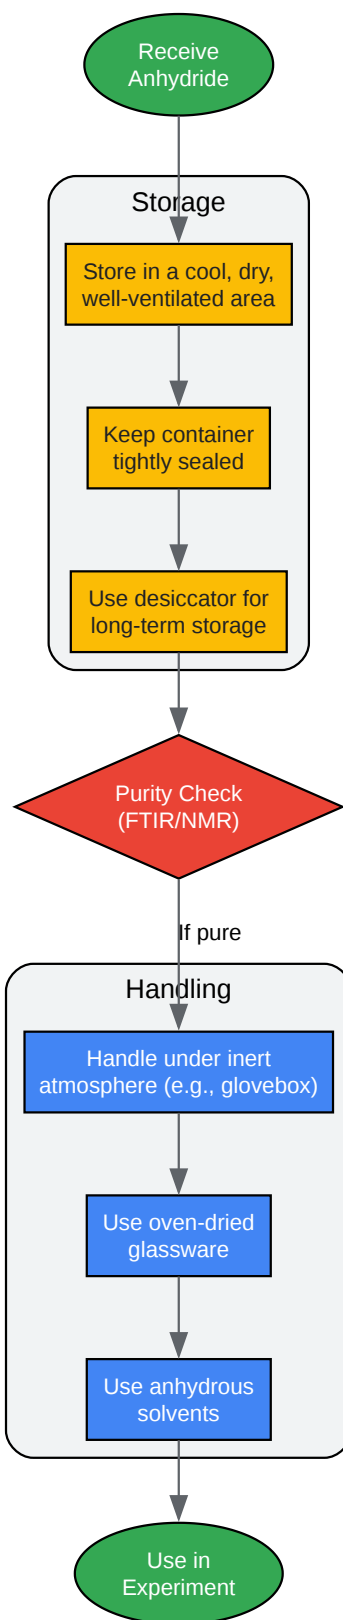 Receive
Anhydride
Storage
Store in a cool, dry,
well-ventilated area
Keep container
tightly sealed
Use desiccator for
long-term storage
Purity Check
(FTIR/NMR)
If pure
Handling
Handle under inert
atmosphere (e.g., glovebox)
Use oven-dried
glassware
Use anhydrous
solvents
Use in
Experiment